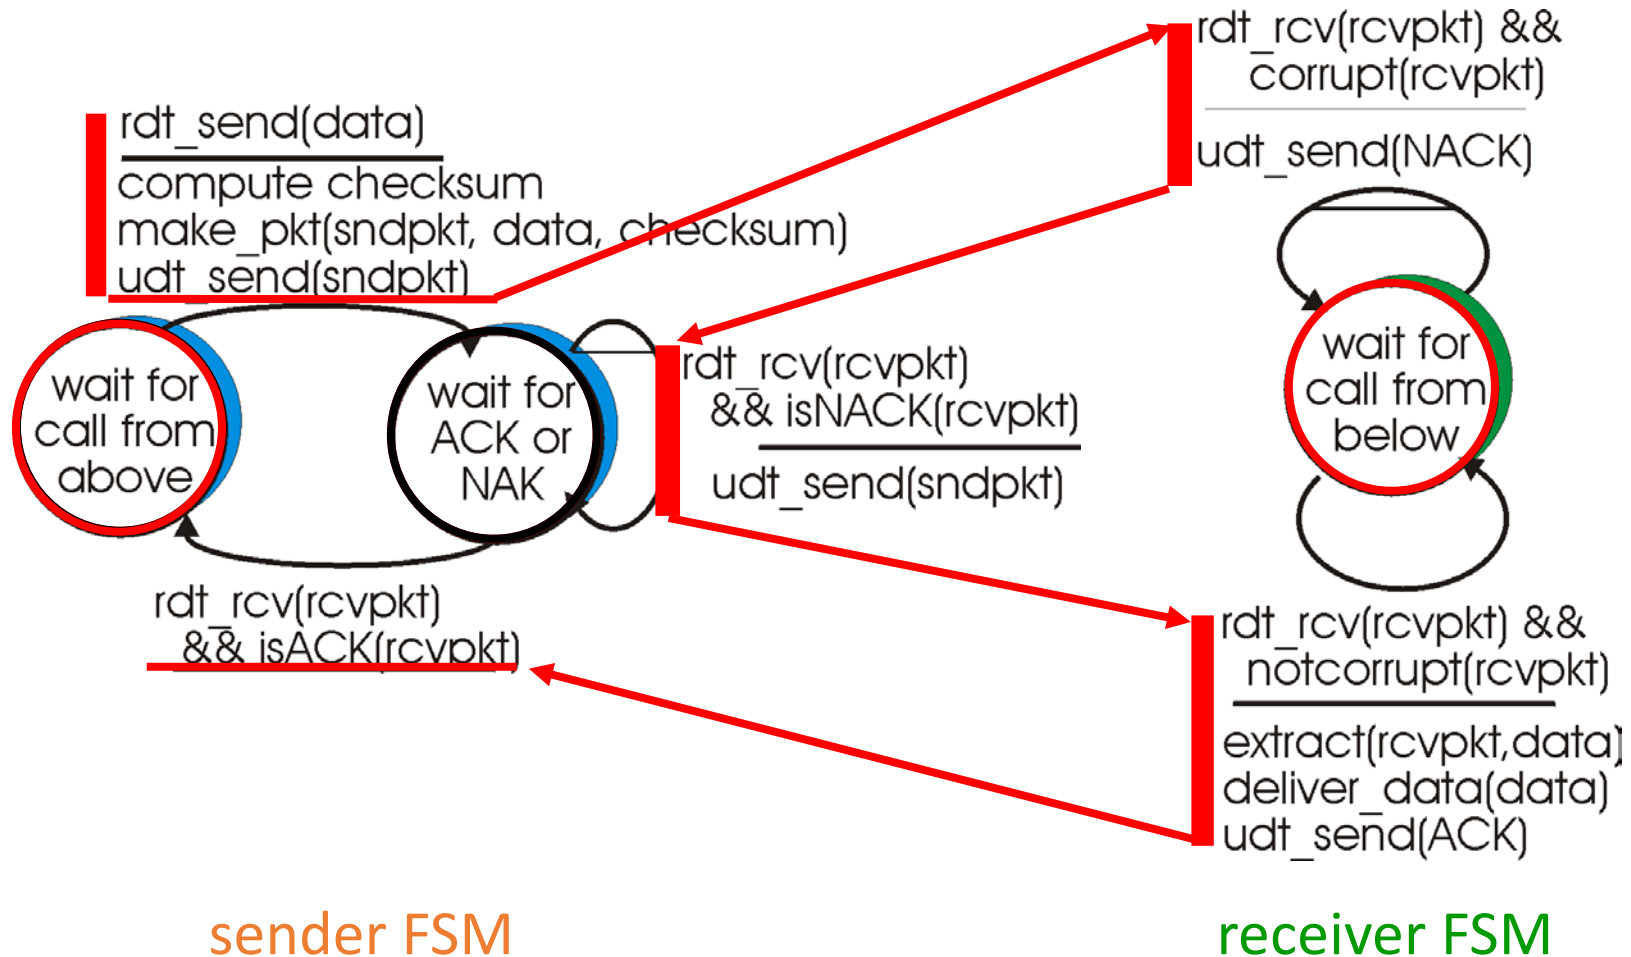 rdt_send(data)
compute checksum
make_pkt(sndpkt, data, checksum)
udt_send(sndpkt)
wait for
call from
above
wait for
ACK or
NAK
rdt_rcv(rcvpkt)
&& isNACK(rcvpkt)
udt_send(sndpkt)
rdt_rcv(rcvpkt)
&& isACK(rcvpkt)
sender FSM
rdt_rcv(rcvpkt) &&
corrupt(rcvpkt)
udt_send(NACK)
wait for
call from
below
rdt_rcv(rcvpkt) &&
notcorrupt(rcvpkt)
extract(rcvpkt,data)
deliver_data(data)
udt_send(ACK)
receiver FSM